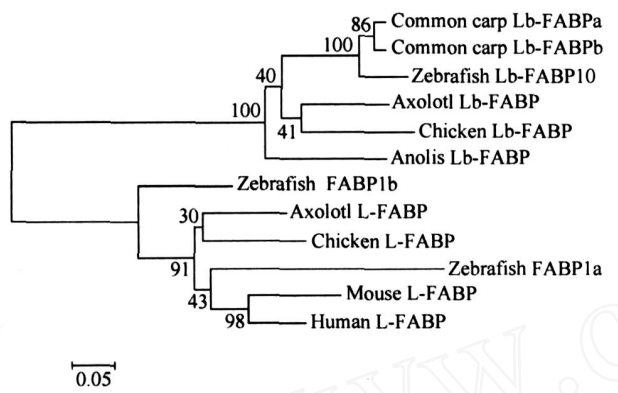 86
Common carp Lb-FABPa
100
Common carp Lb-FABPb
40
Zebrafish Lb-FABP10
100
Axolotl Lb-FABP
41
Chicken Lb-FABP
Anolis Lb-FABP
Zebrafish FABP1b
30
Axolotl L-FABP
Chicken L-FABP
91
Zebrafish FABP1a
43
Mouse L-FABP
98
Human L-FABP
0.05